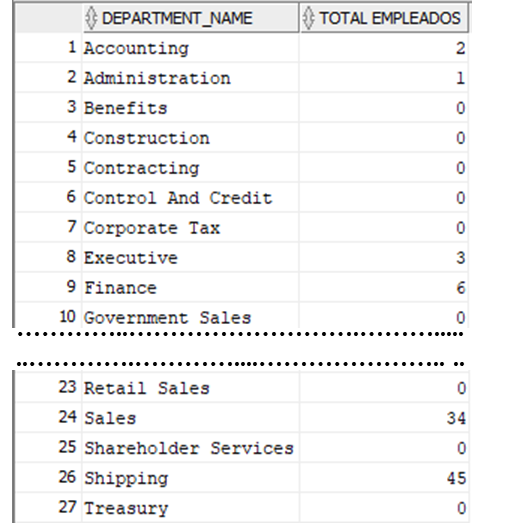 DEPARTMENT_NAME TOTAL EMPLEADOS
1 Accounting 2
2 Administration 1
3 Benefits 0
4 Construction 0
5 Contracting 0
6 Control And Credit 0
7 Corporate Tax 0
8 Executive 3
9 Finance 6
10 Government Sales 0
23 Retail Sales 0
24 Sales 34
25 Shareholder Services 0
26 Shipping 45
27 Treasury 0